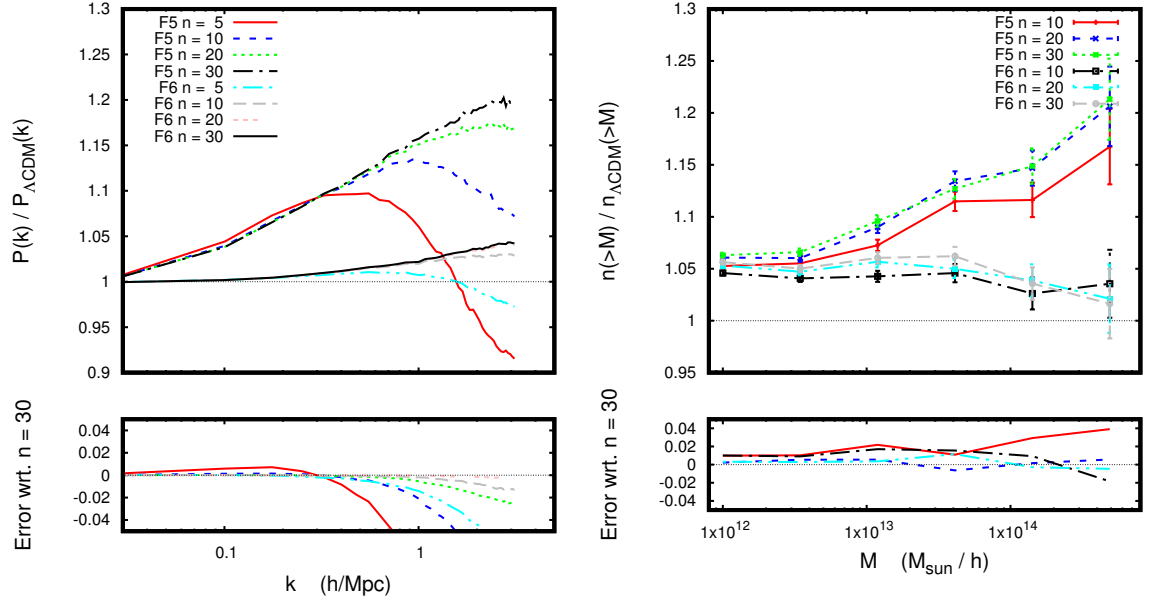 P(k) / P_ΛCDM(k)
1.3
1.25
1.2
1.15
1.1
1.05
1
0.95
0.9
F5 n = 5
F5 n = 10
F5 n = 20
F5 n = 30
F6 n = 5
F6 n = 10
F6 n = 20
F6 n = 30
Error wrt. n = 30
0.04
0.02
0
-0.02
-0.04
0.1 1
k (h/Mpc)
n(>M) / n_ΛCDM(>M)
1.3
1.25
1.2
1.15
1.1
1.05
1
0.95
F5 n = 10
F5 n = 20
F5 n = 30
F6 n = 10
F6 n = 20
F6 n = 30
Error wrt. n = 30
0.04
0.02
0
-0.02
-0.04
1x10^12 1x10^13 1x10^14
M (M_sun / h)